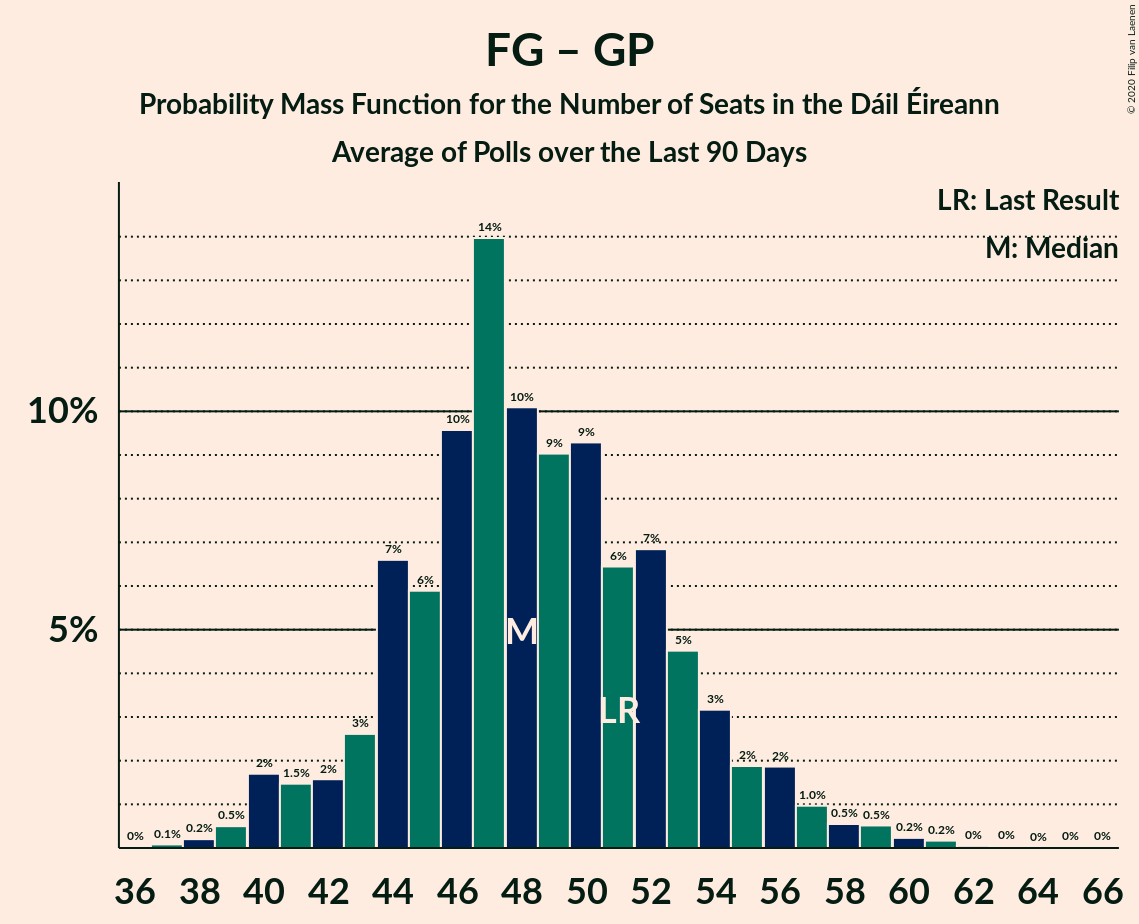 FG – GP
Probability Mass Function for the Number of Seats in the Dáil Éireann
Average of Polls over the Last 90 Days
© 2020 Filip van Laenen
LR: Last Result
M: Median
10%
5%
0% 0.1% 0.2% 0.5% 2% 1.5% 2% 3% 7% 6% 10% 14% 10% 9% 9% 6% 7% 5% 3% 2% 2% 1.0% 0.5% 0.5% 0.2% 0.2% 0% 0% 0% 0% 0%
M
LR
36 38 40 42 44 46 48 50 52 54 56 58 60 62 64 66